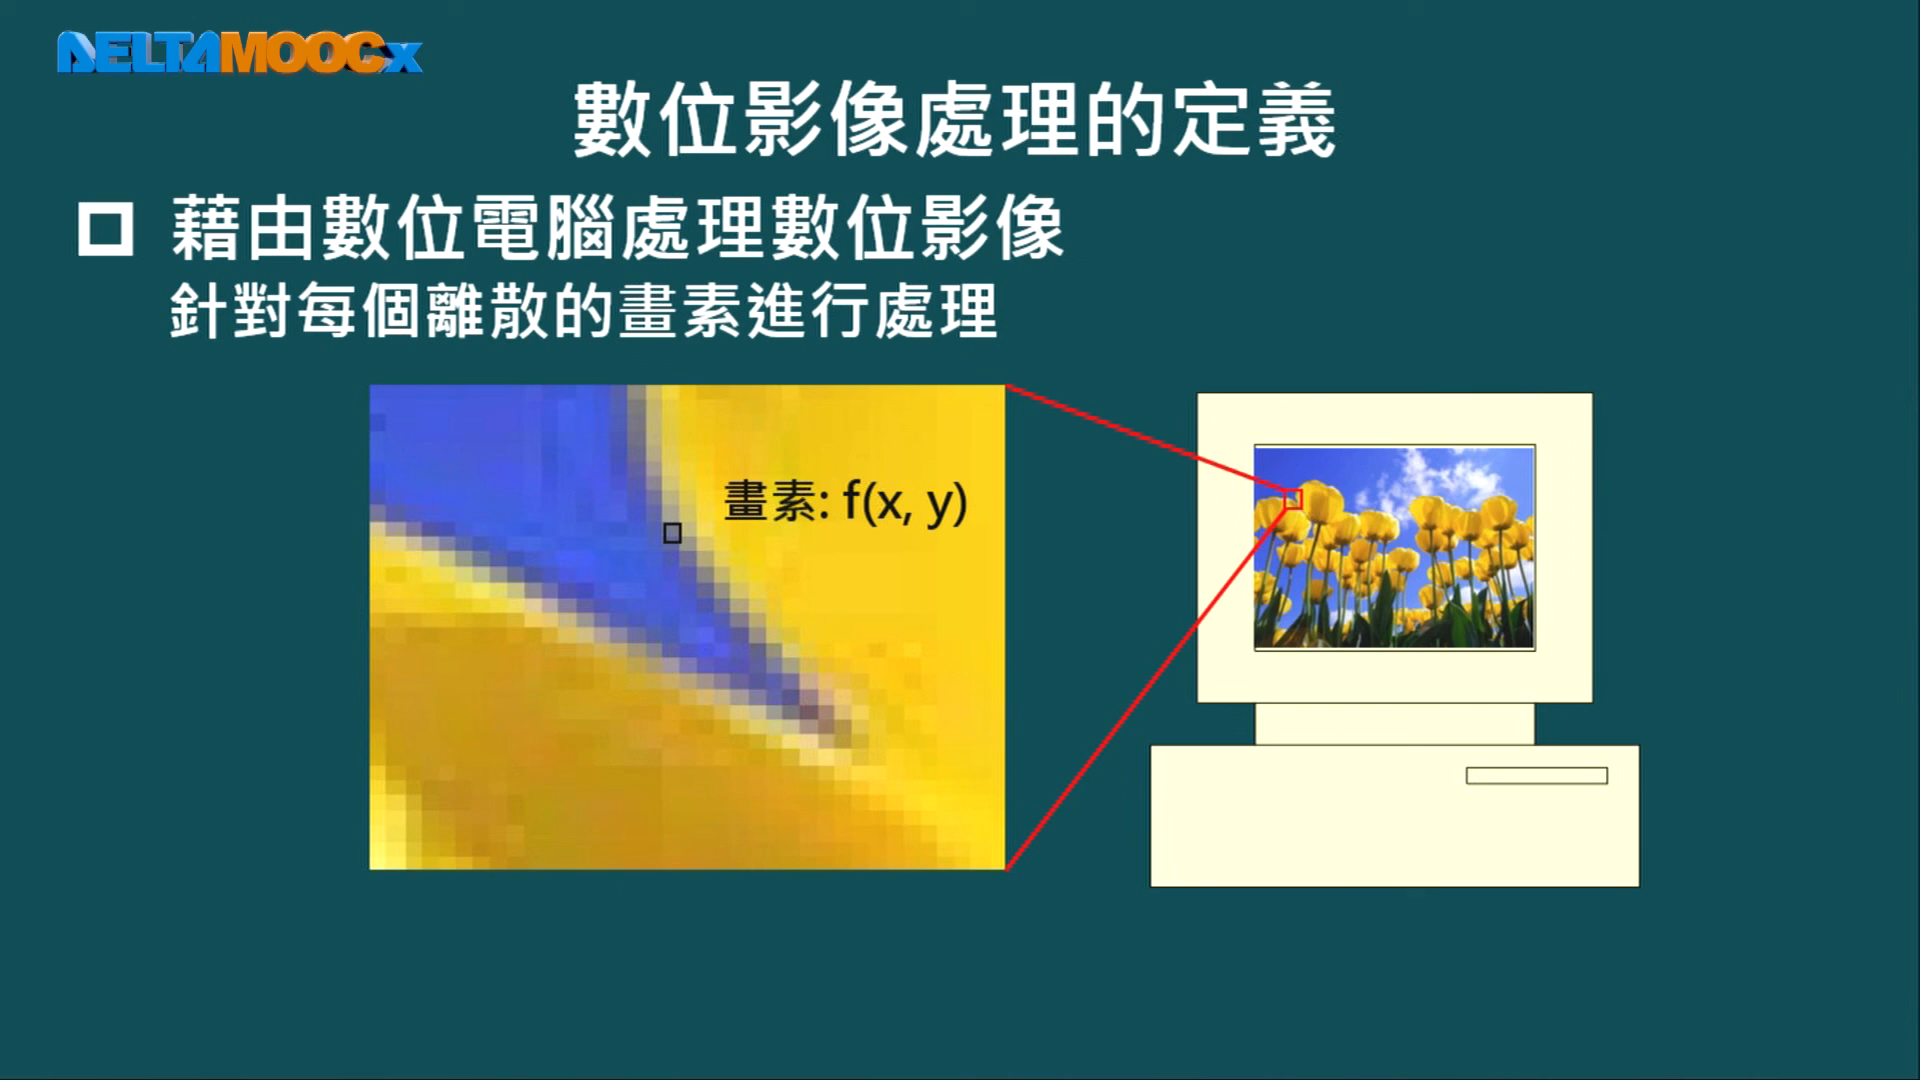 DELTAMOOCx
數位影像處理的定義
藉由數位電腦處理數位影像
針對每個離散的畫素進行處理
畫素: f(x, y)